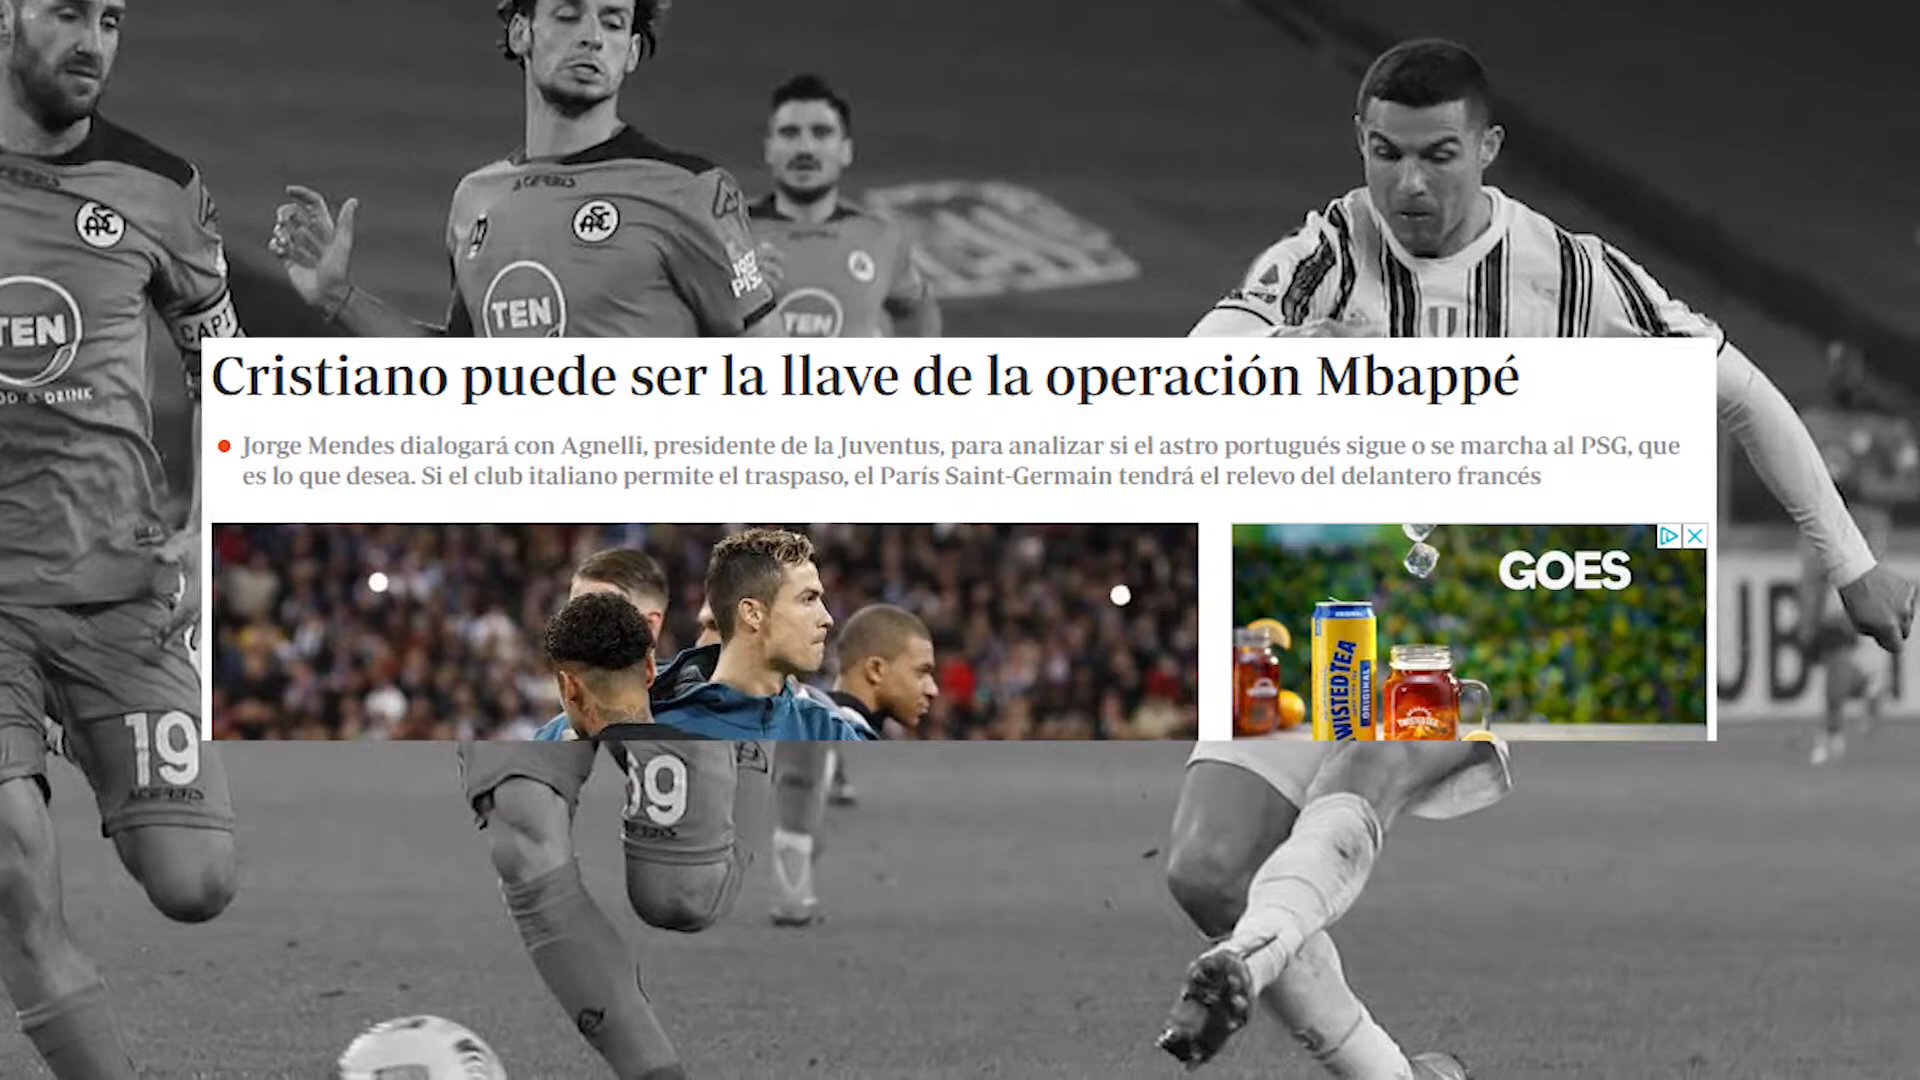 TEN
TEN
TEN
CAPI
Cristiano puede ser la llave de la operación Mbappé
Jorge Mendes dialogará con Agnelli, presidente de la Juventus, para analizar si el astro portugués sigue o se marcha al PSG, que
es lo que desea. Si el club italiano permite el traspaso, el París Saint-Germain tendrá el relevo del delantero francés
GOES
TWISTED TEA
ORIGINAL
19